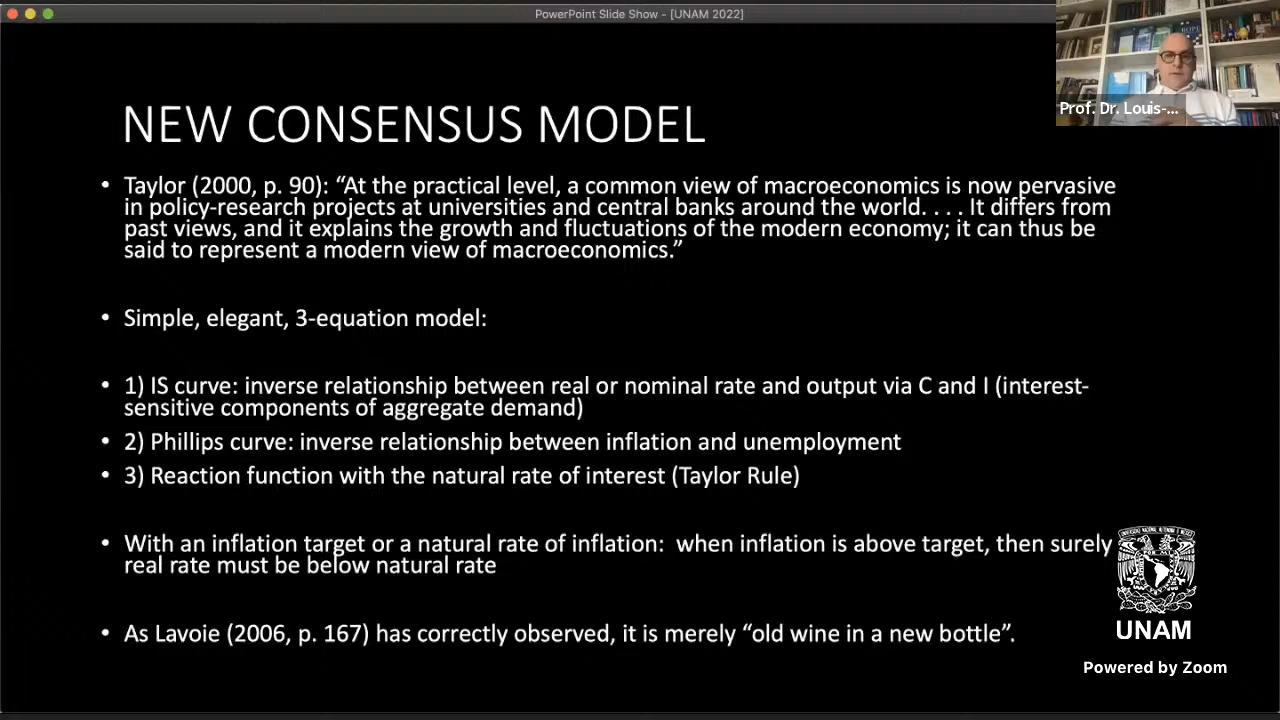 PowerPoint Slide Show - [UNAM 2022]
Prof. Dr. Louis-...
NEW CONSENSUS MODEL
• Taylor (2000, p. 90): “At the practical level, a common view of macroeconomics is now pervasive
in policy-research projects at universities and central banks around the world. . . . It differs from
past views, and it explains the growth and fluctuations of the modern economy; it can thus be
said to represent a modern view of macroeconomics.”
• Simple, elegant, 3-equation model:
• 1) IS curve: inverse relationship between real or nominal rate and output via C and I (interest-
sensitive components of aggregate demand)
• 2) Phillips curve: inverse relationship between inflation and unemployment
• 3) Reaction function with the natural rate of interest (Taylor Rule)
• With an inflation target or a natural rate of inflation:  when inflation is above target, then surely
real rate must be below natural rate
• As Lavoie (2006, p. 167) has correctly observed, it is merely “old wine in a new bottle”.
UNAM
Powered by Zoom